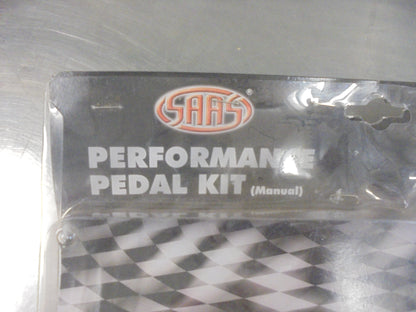 SAAS®
PERFORMANCE
PEDAL KIT (Manual)